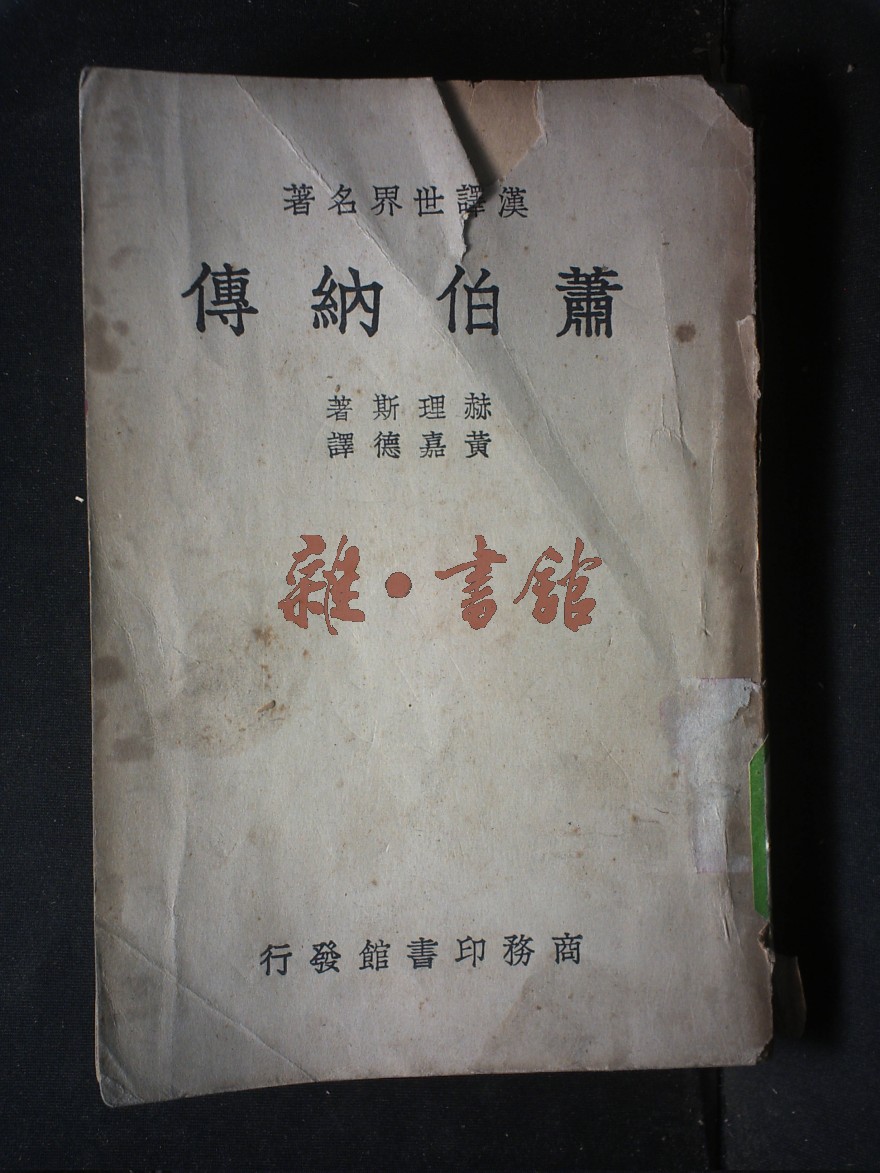 漢譯世界名著
蕭伯納傳
赫理斯著
黃嘉德譯
雜·書館
商務印書館發行